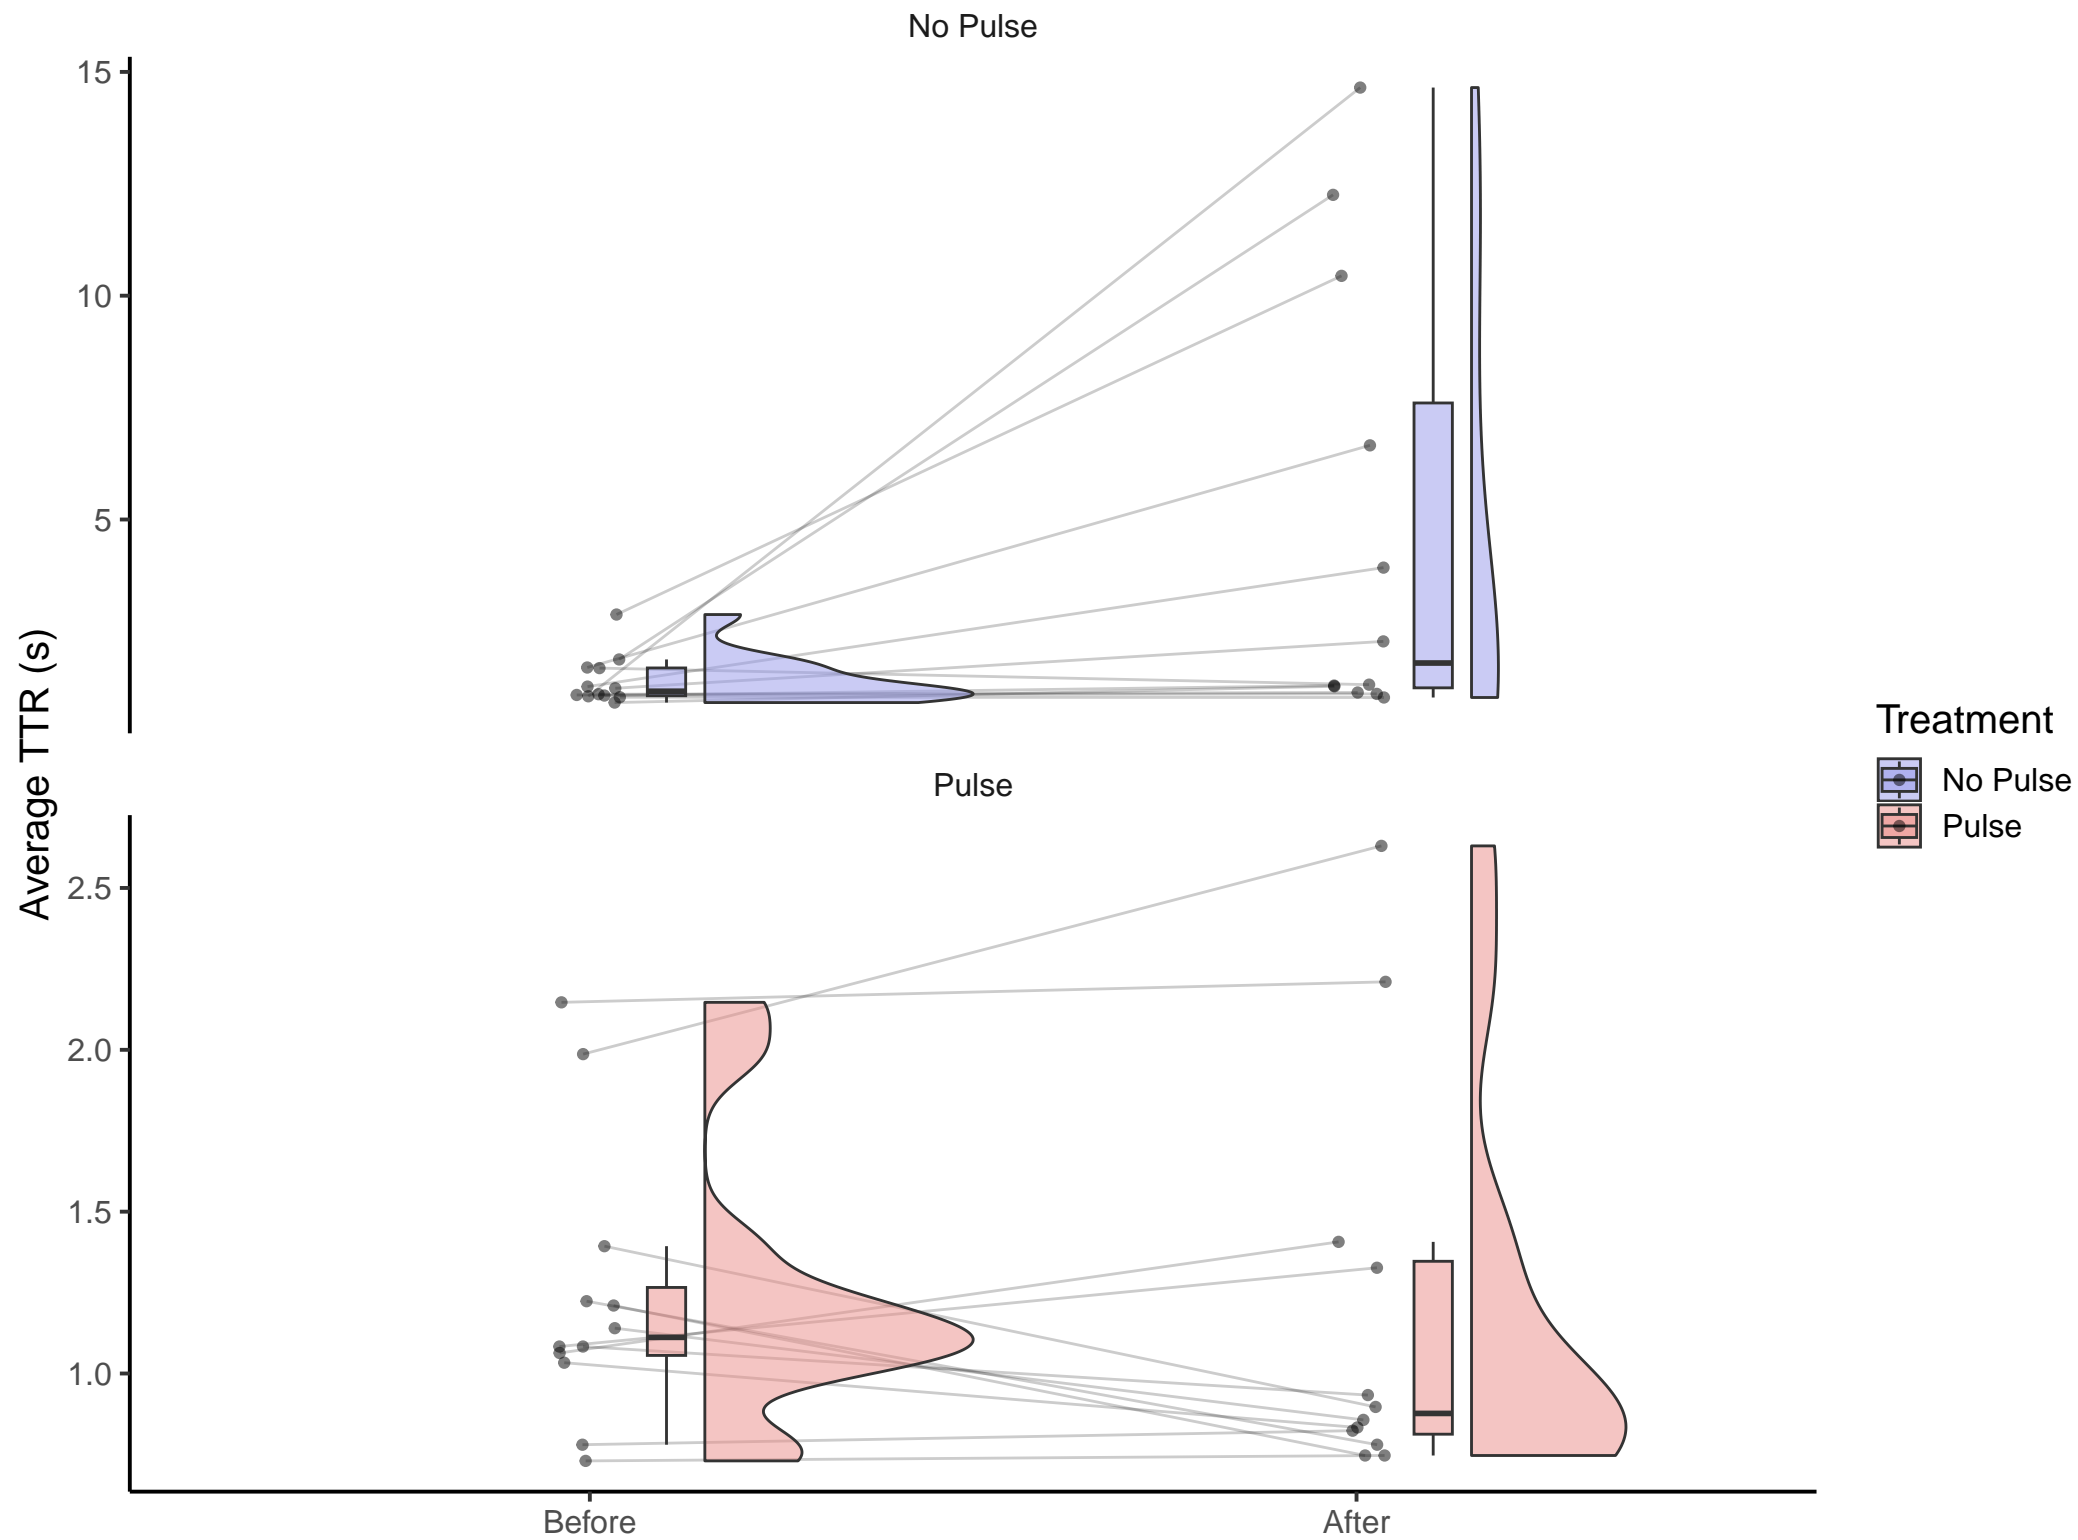 No Pulse
15
10
5
Average TTR (s)
Pulse
2.5
2.0
1.5
1.0
Before
After
Treatment
No Pulse
Pulse